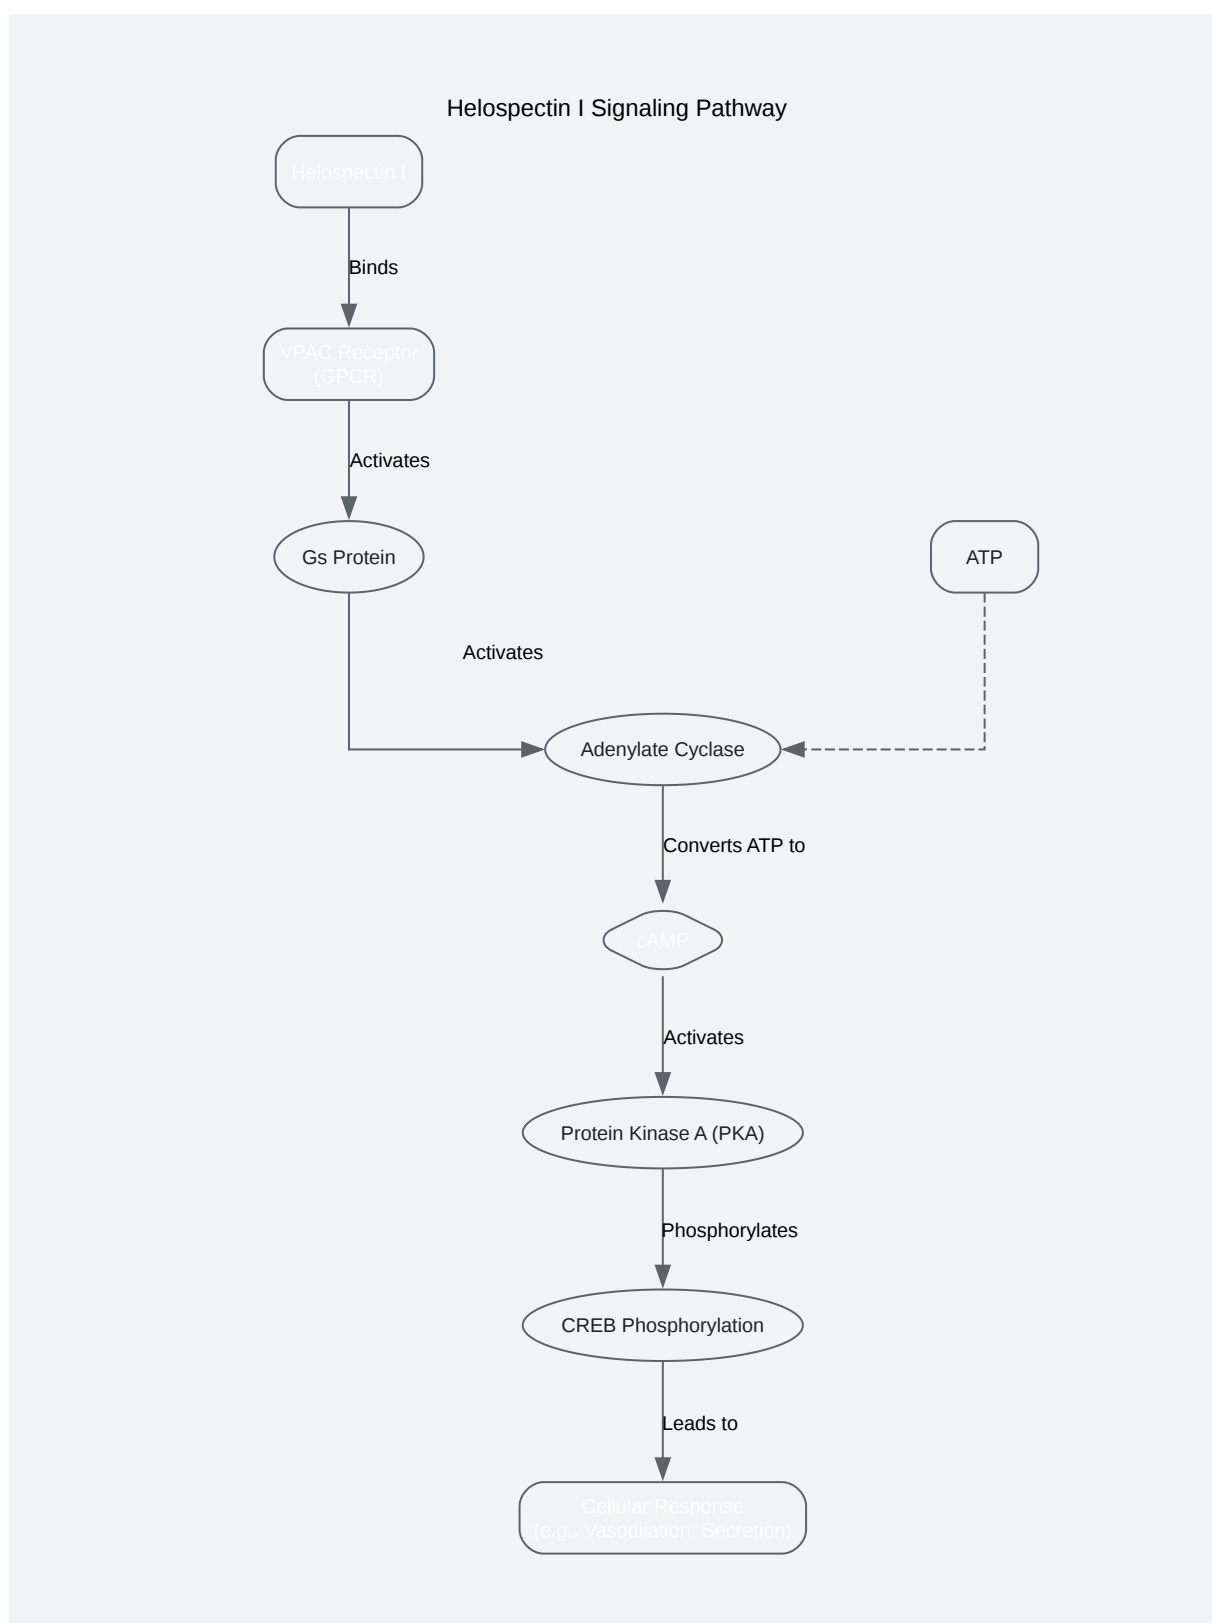 Helospectin I Signaling Pathway
Helospectin I
Binds
VPAC Receptor
(GPCR)
Activates
Gs Protein
ATP
Activates
Adenylate Cyclase
Converts ATP to
cAMP
Activates
Protein Kinase A (PKA)
Phosphorylates
CREB Phosphorylation
Leads to
Cellular Response
(e.g., Vasodilation, Secretion)